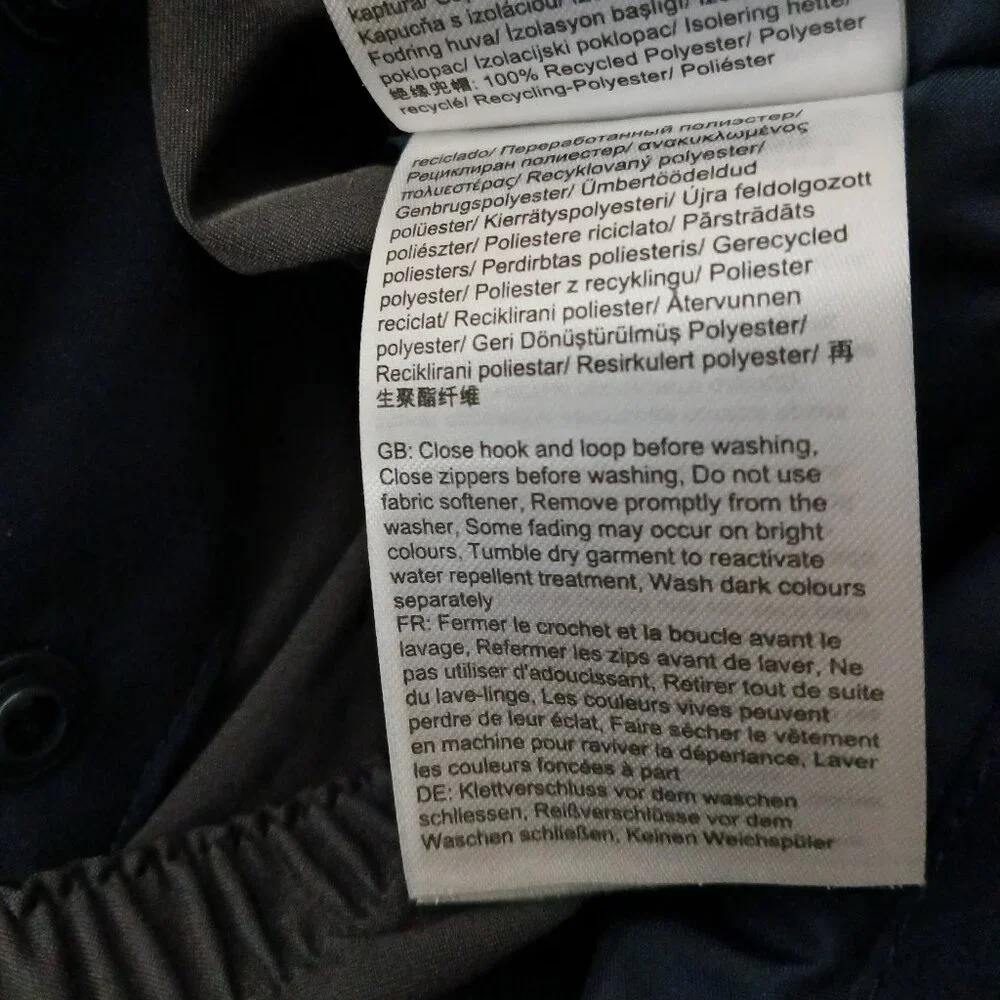 Kapucňa s izoláciou/
Fodring huva/ İzolasyon başlığı/
poklopac/ Izolacijski poklopac/ Isolering hette/
绝缘兜帽: 100% Recycled Polyester/ Polyester
recyclé/ Recycling-Polyester/ Poliéster
reciclado/ Переработанный полиэстер/
Рециклиран полиестер/ ανακυκλωμένος
πολυεστέρας/ Recyklovaný polyester/
Genbrugspolyester/ Ümbertöödeldud
polüester/ Kierrätyspolyesteri/ Újra feldolgozott
poliészter/ Poliestere riciclato/ Pārstrādāts
poliesters/ Perdirbtas poliesteris/ Gerecycled
polyester/ Poliester z recyklingu/ Poliester
reciclat/ Reciklirani poliester/ Återvunnen
polyester/ Geri Dönüştürülmüş Polyester/
Reciklirani poliestar/ Resirkulert polyester/ 再
生聚酯纤维
GB: Close hook and loop before washing,
Close zippers before washing, Do not use
fabric softener, Remove promptly from the
washer, Some fading may occur on bright
colours, Tumble dry garment to reactivate
water repellent treatment, Wash dark colours
separately
FR: Fermer le crochet et la boucle avant le
lavage, Refermer les zips avant de laver, Ne
pas utiliser d'adoucissant, Retirer tout de suite
du lave-linge, Les couleurs vives peuvent
perdre de leur éclat, Faire sécher le vêtement
en machine pour raviver la déperlance, Laver
les couleurs foncées à part
DE: Klettverschluss vor dem waschen
schliessen, Reißverschlüsse vor dem
Waschen schließen, Keinen Weichspüler